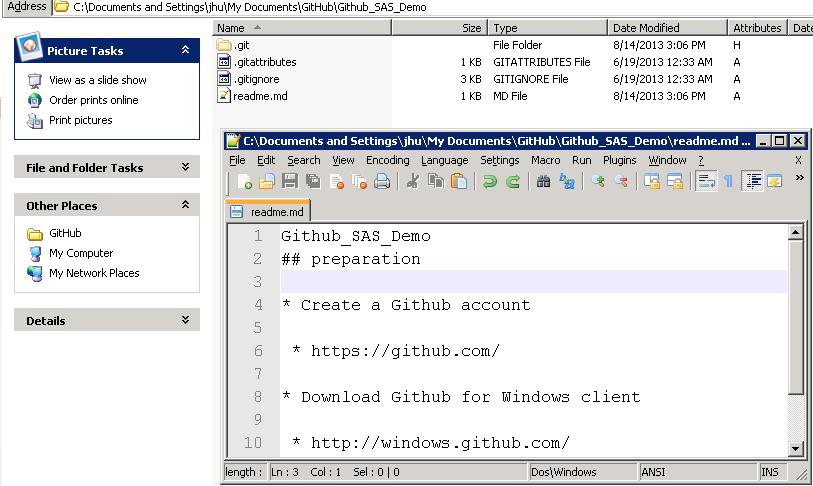 Address C:\Documents and Settings\jhu\My Documents\GitHub\Github_SAS_Demo
Picture Tasks
View as a slide show
Order prints online
Print pictures
File and Folder Tasks
Other Places
GitHub
My Computer
My Network Places
Details
Name Size Type Date Modified Attributes Date
.git File Folder 8/14/2013 3:06 PM H
.gitattributes 1 KB GITATTRIBUTES File 6/19/2013 12:33 AM A
.gitignore 3 KB GITIGNORE File 6/19/2013 12:33 AM A
readme.md 1 KB MD File 8/14/2013 3:06 PM A
C:\Documents and Settings\jhu\My Documents\GitHub\Github_SAS_Demo\readme.md ...
File Edit Search View Encoding Language Settings Macro Run Plugins Window ? X
readme.md
1 Github_SAS_Demo
2 ## preparation
3
4 * Create a Github account
5
6 * https://github.com/
7
8 * Download Github for Windows client
9
10 * http://windows.github.com/
length : Ln : 3 Col : 1 Sel : 0 | 0 Dos\Windows ANSI INS